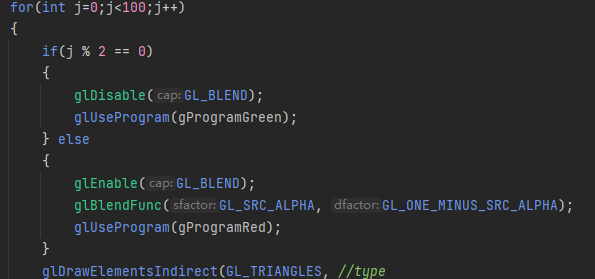 for(int j=0;j<100;j++)
{
if(j % 2 == 0)
{
glDisable( cap: GL_BLEND);
glUseProgram(gProgramGreen);
} else
{
glEnable( cap: GL_BLEND);
glBlendFunc( sfactor: GL_SRC_ALPHA, dfactor: GL_ONE_MINUS_SRC_ALPHA);
glUseProgram(gProgramRed);
}
glDrawElementsIndirect(GL_TRIANGLES, //type